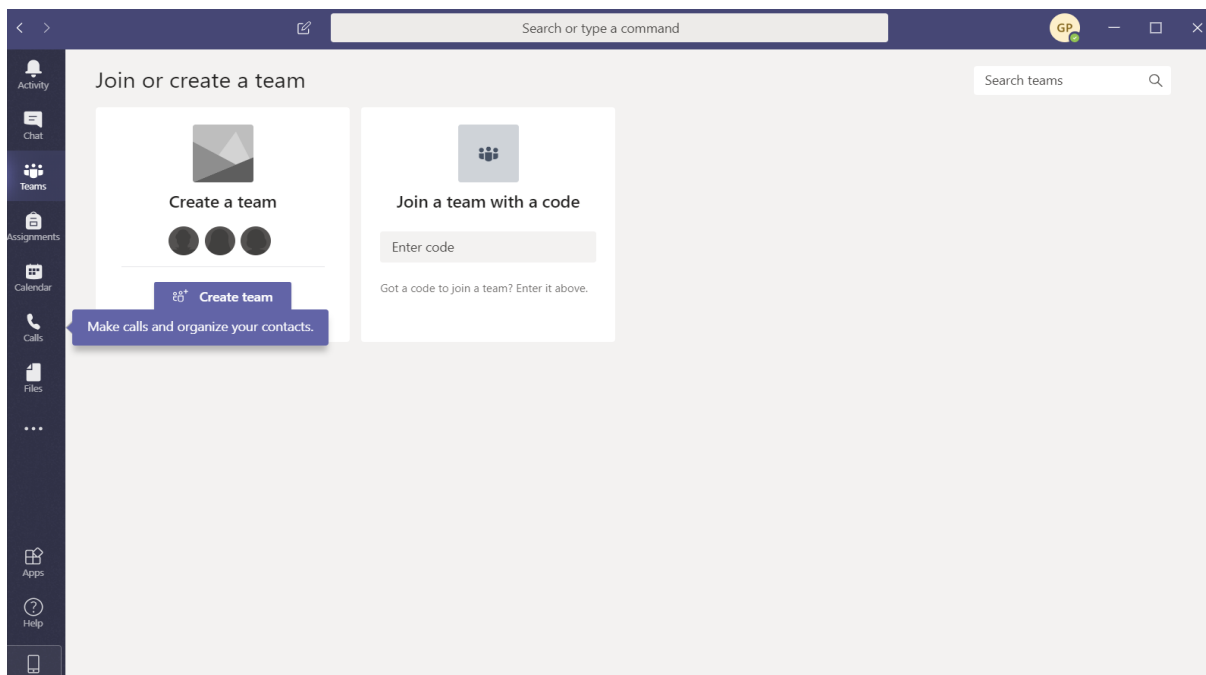 Search or type a command
GP
Activity
Chat
Teams
Assignments
Calendar
Calls
Files
Apps
Help
Join or create a team
Search teams
Create a team
Create team
Make calls and organize your contacts.
Join a team with a code
Enter code
Got a code to join a team? Enter it above.